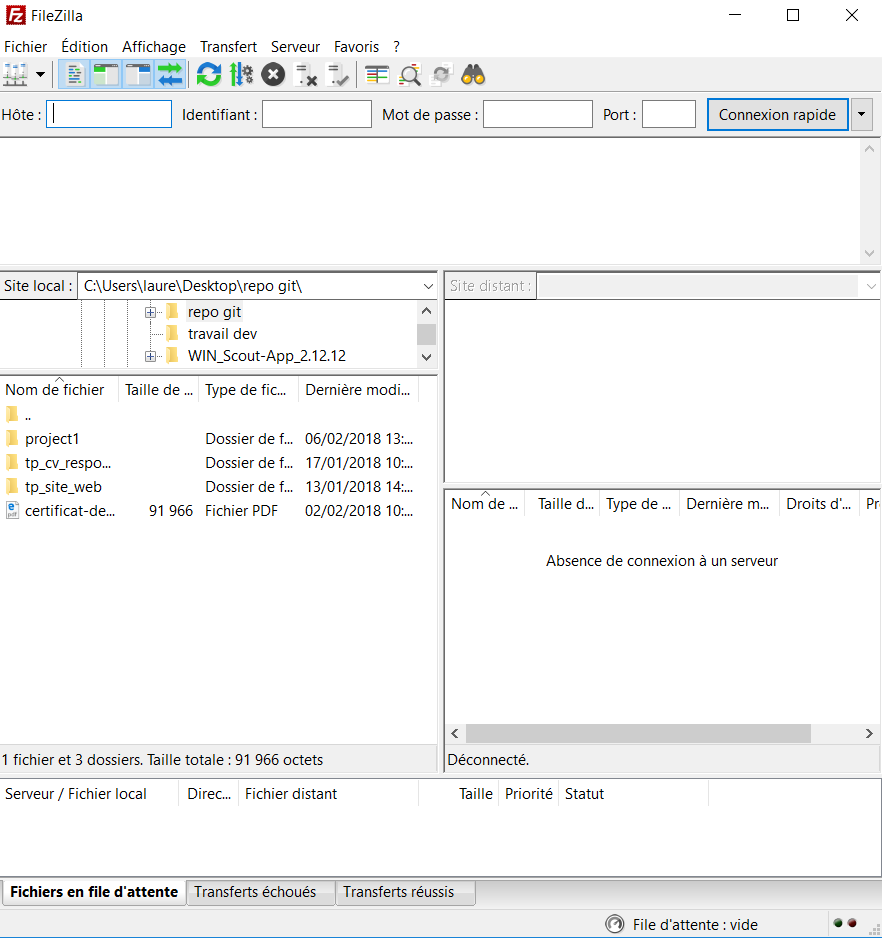 FileZilla
Fichier Édition Affichage Transfert Serveur Favoris ?
Hôte : Identifiant : Mot de passe : Port : Connexion rapide
Site local : C:\Users\laure\Desktop\repo git\
repo git
travail dev
WIN_Scout-App_2.12.12
Nom de fichier Taille de ... Type de fic... Dernière modi...
..
project1 Dossier de f... 06/02/2018 13:...
tp_cv_respo... Dossier de f... 17/01/2018 10:...
tp_site_web Dossier de f... 13/01/2018 14:...
certificat-de... 91 966 Fichier PDF 02/02/2018 10:...
1 fichier et 3 dossiers. Taille totale : 91 966 octets
Site distant :
Nom de ... Taille d... Type de ... Dernière m... Droits d'... Pr
Absence de connexion à un serveur
Déconnecté.
Serveur / Fichier local Direc... Fichier distant Taille Priorité Statut
Fichiers en file d'attente Transferts échoués Transferts réussis
File d'attente : vide